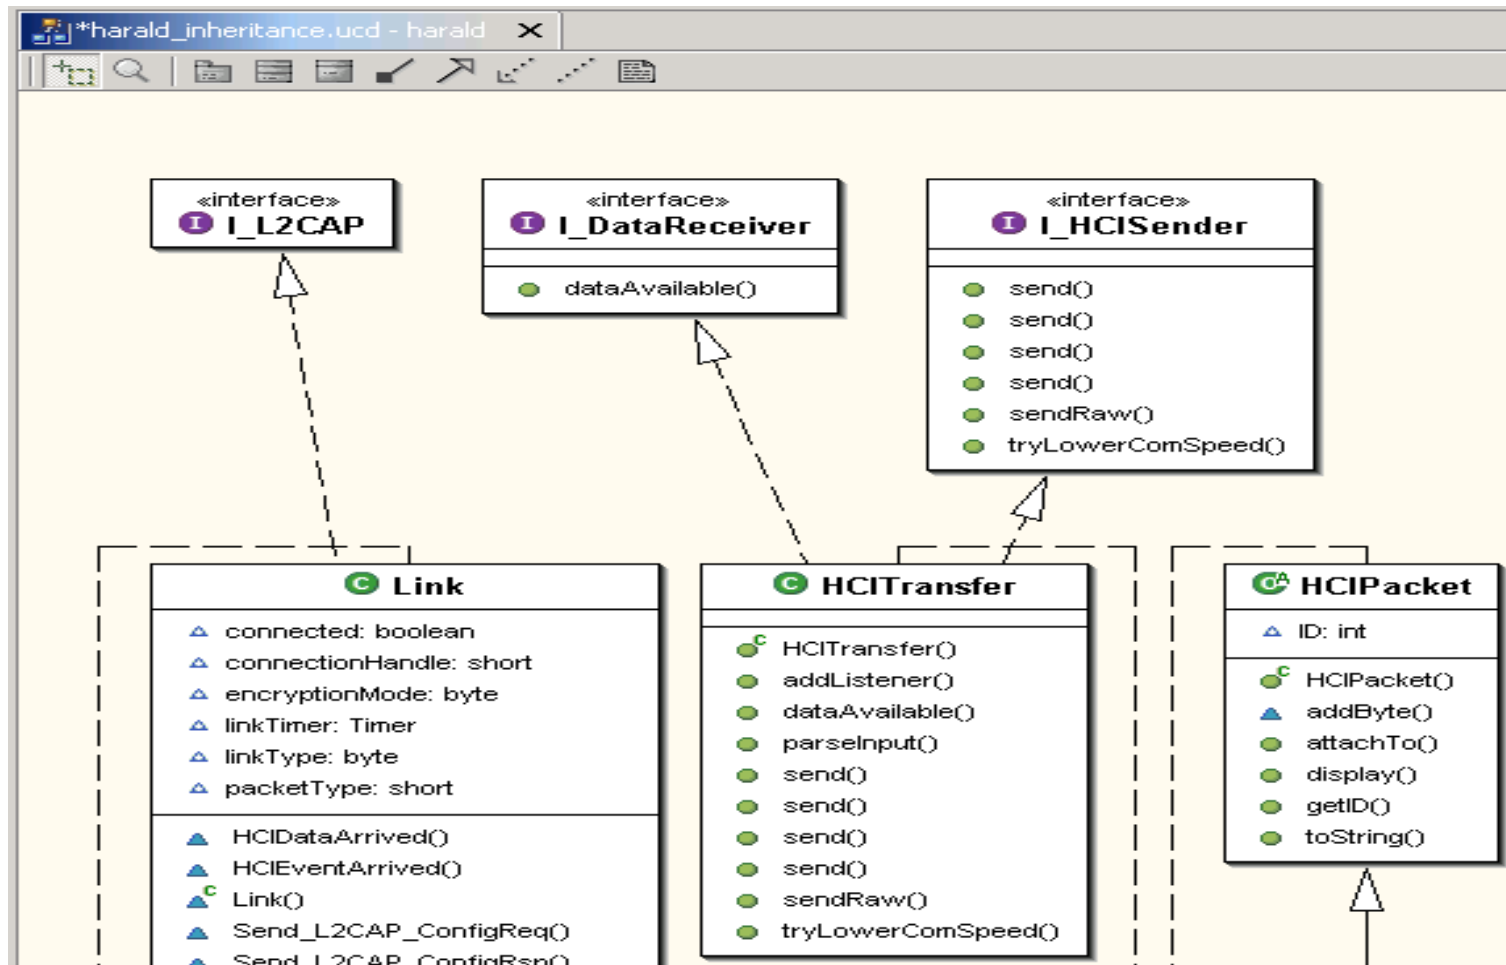 *harald_inheritance.ucd - harald
«interface»
I_L2CAP
«interface»
I_DataReceiver
dataAvailable()
«interface»
I_HCISender
send()
send()
send()
send()
sendRaw()
tryLowerComSpeed()
Link
connected: boolean
connectionHandle: short
encryptionMode: byte
linkTimer: Timer
linkType: byte
packetType: short
HCIDataArrived()
HCIEventArrived()
Link()
Send_L2CAP_ConfigReq()
Send_L2CAP_ConfigRsp()
HCITransfer
HCITransfer()
addListener()
dataAvailable()
parseInput()
send()
send()
send()
send()
sendRaw()
tryLowerComSpeed()
HCIPacket
ID: int
HCIPacket()
addByte()
attachTo()
display()
getID()
toString()